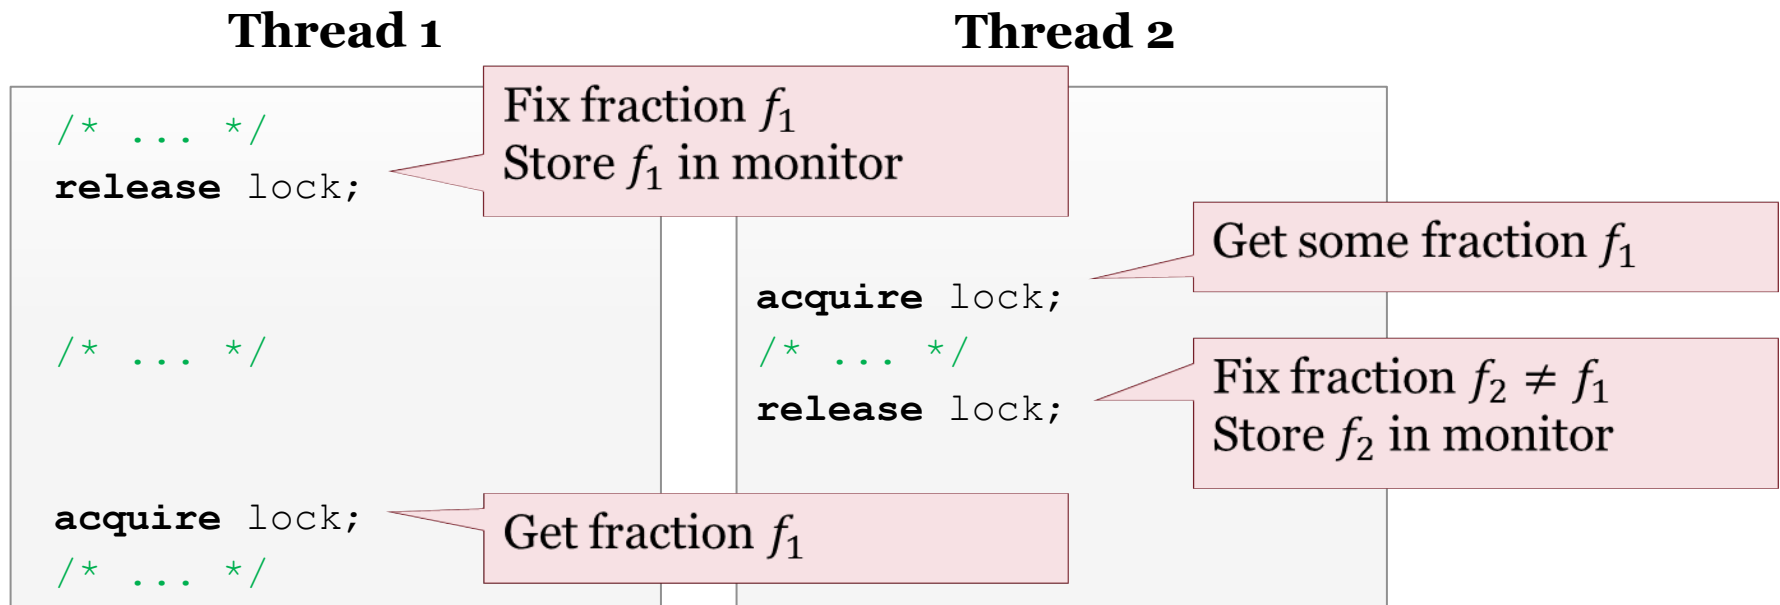 Thread 1
Thread 2
/* ... */
release lock;
Fix fraction f₁
Store f₁ in monitor
Get some fraction f₁
acquire lock;
/* ... */
/* ... */
release lock;
Fix fraction f₂ ≠ f₁
Store f₂ in monitor
acquire lock;
Get fraction f₁
/* ... */